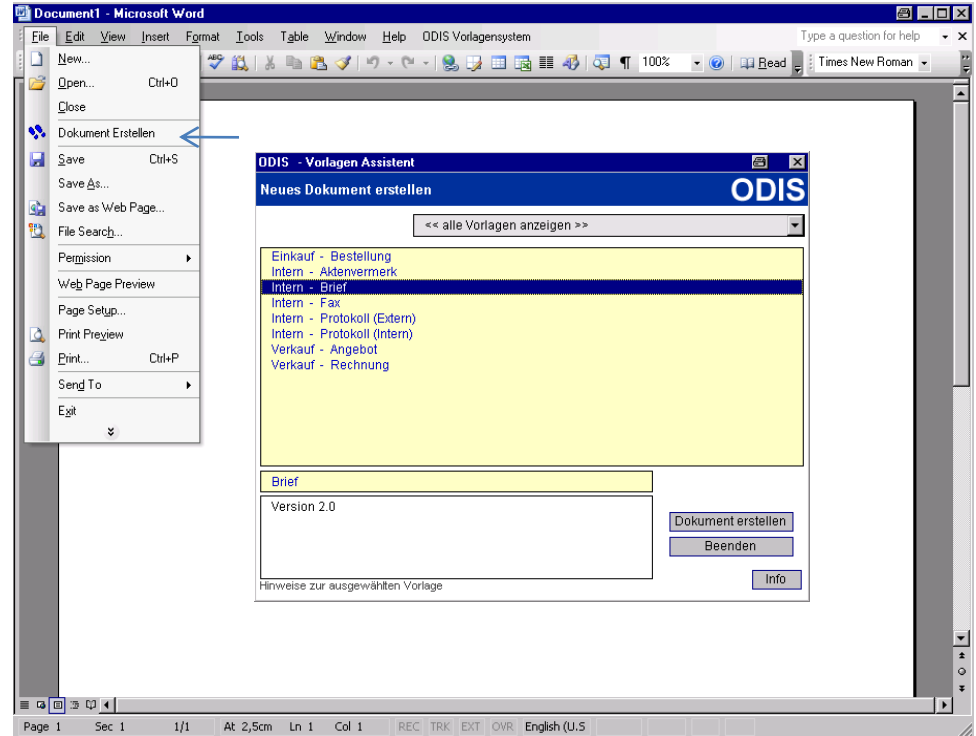 Document1 - Microsoft Word
File Edit View Insert Format Tools Table Window Help ODIS Vorlagensystem Type a question for help
100% Read Times New Roman
New...
Open... Ctrl+O
Close
Dokument Erstellen
Save Ctrl+S
Save As...
Save as Web Page...
File Search...
Permission
Web Page Preview
Page Setup...
Print Preview
Print... Ctrl+P
Send To
Exit
ODIS - Vorlagen Assistent
Neues Dokument erstellen ODIS
<< alle Vorlagen anzeigen >>
Einkauf - Bestellung
Intern - Aktenvermerk
Intern - Brief
Intern - Fax
Intern - Protokoll (Extern)
Intern - Protokoll (Intern)
Verkauf - Angebot
Verkauf - Rechnung
Brief
Version 2.0
Dokument erstellen
Beenden
Info
Hinweise zur ausgewählten Vorlage
Page 1 Sec 1 1/1 At 2,5cm Ln 1 Col 1 REC TRK EXT OVR English (U.S